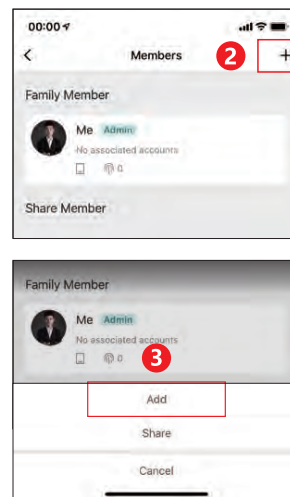 00:00
Members
2
+
Family Member
Me Admin
No associated accounts
0
Share Member
Family Member
Me Admin
No associated accounts
0
3
Add
Share
Cancel